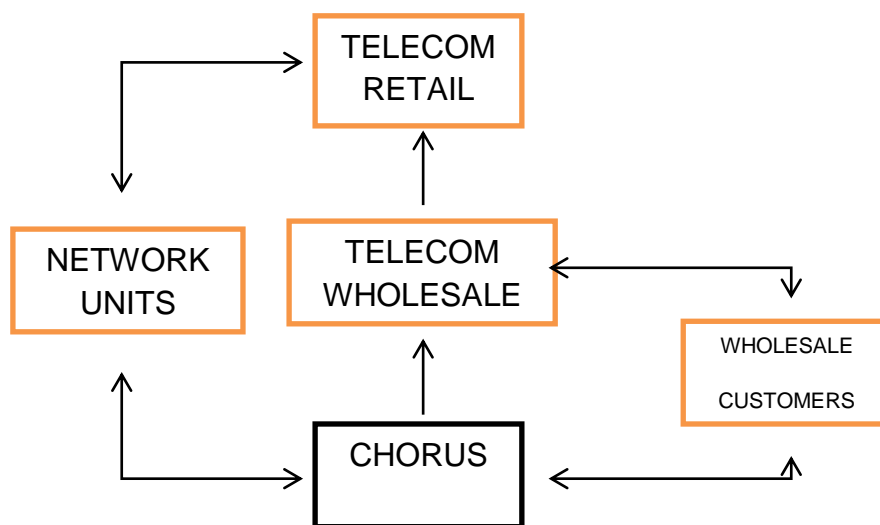 TELECOM
RETAIL
NETWORK
UNITS
TELECOM
WHOLESALE
WHOLESALE
CUSTOMERS
CHORUS